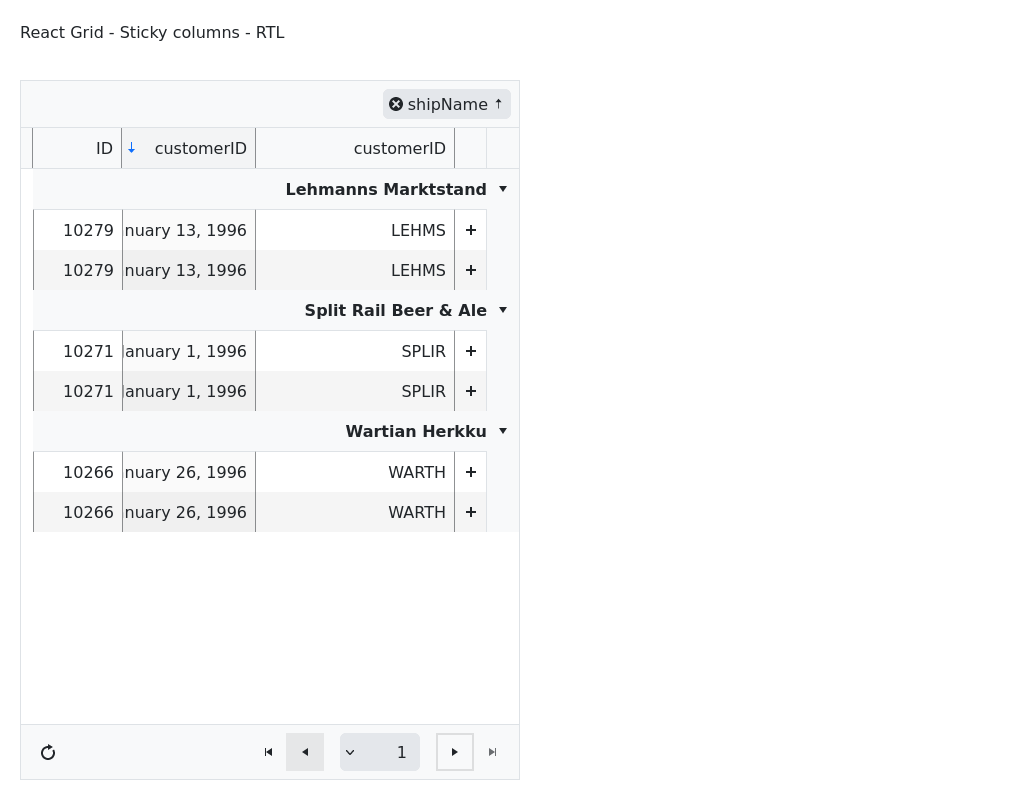 React Grid - Sticky columns - RTL
shipName
ID customerID customerID
Lehmanns Marktstand
10279 nuary 13, 1996 LEHMS
10279 nuary 13, 1996 LEHMS
Split Rail Beer & Ale
10271 anuary 1, 1996 SPLIR
10271 anuary 1, 1996 SPLIR
Wartian Herkku
10266 nuary 26, 1996 WARTH
10266 nuary 26, 1996 WARTH
1